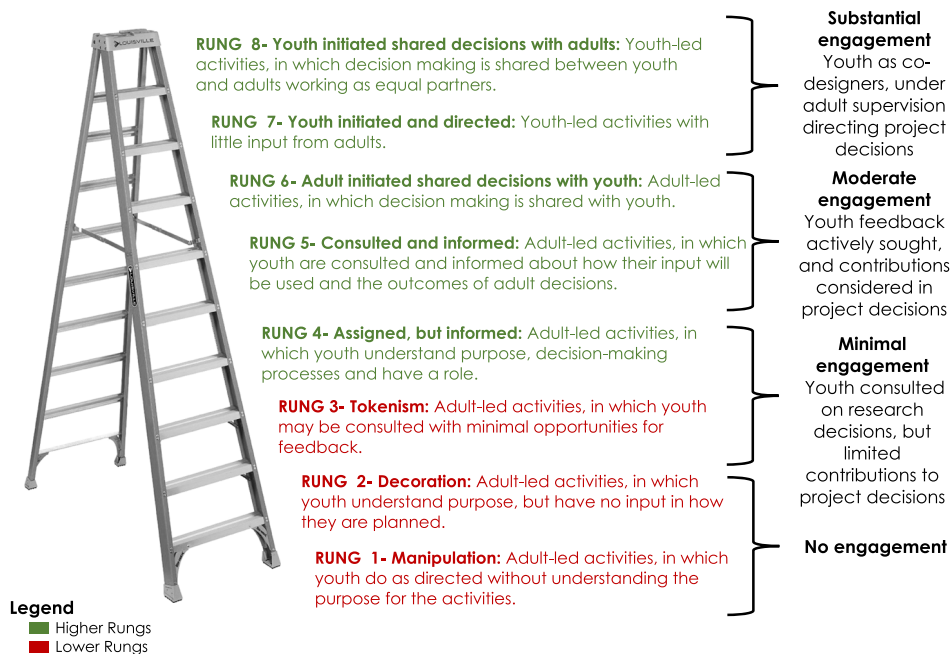 LOUISVILLE
RUNG 8- Youth initiated shared decisions with adults: Youth-led
activities, in which decision making is shared between youth
and adults working as equal partners.
RUNG 7- Youth initiated and directed: Youth-led activities with
little input from adults.
RUNG 6- Adult initiated shared decisions with youth: Adult-led
activities, in which decision making is shared with youth.
RUNG 5- Consulted and informed: Adult-led activities, in which
youth are consulted and informed about how their input will
be used and the outcomes of adult decisions.
RUNG 4- Assigned, but informed: Adult-led activities, in
which youth understand purpose, decision-making
processes and have a role.
RUNG 3- Tokenism: Adult-led activities, in which youth
may be consulted with minimal opportunities for
feedback.
RUNG 2- Decoration: Adult-led activities, in which
youth understand purpose, but have no input in how
they are planned.
RUNG 1- Manipulation: Adult-led activities, in which
youth do as directed without understanding the
purpose for the activities.
Substantial
engagement
Youth as co-
designers, under
adult supervision
directing project
decisions
Moderate
engagement
Youth feedback
actively sought,
and contributions
considered in
project decisions
Minimal
engagement
Youth consulted
on research
decisions, but
limited
contributions to
project decisions
No engagement
Legend
Higher Rungs
Lower Rungs